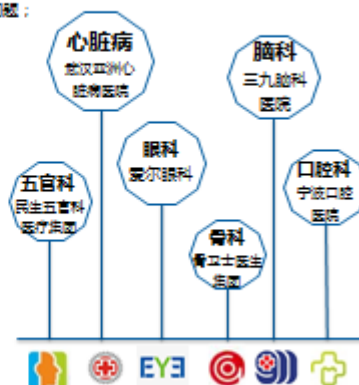 题；
心脏病
武汉亚洲心
脏病医院
脑科
三九脑科
医院
眼科
爱尔眼科
口腔科
宁波口腔
医院
五官科
民生五官科
医疗集团
骨科
骨卫士医生
集团
EYE